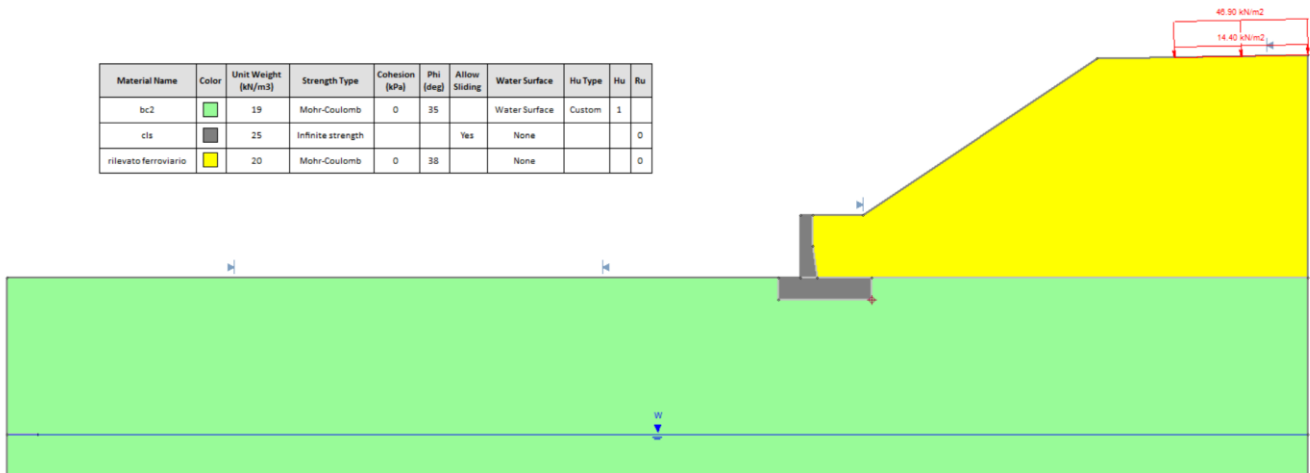 46.90 kN/m2
14.40 kN/m2
Material Name Color Unit Weight (kN/m3) Strength Type Cohesion (kPa) Phi (deg) Allow Sliding Water Surface Hu Type Hu Ru
bc2 19 Mohr-Coulomb 0 35 Water Surface Custom 1
cls 25 Infinite strength Yes None 0
rilevato ferroviario 20 Mohr-Coulomb 0 38 None 0
W